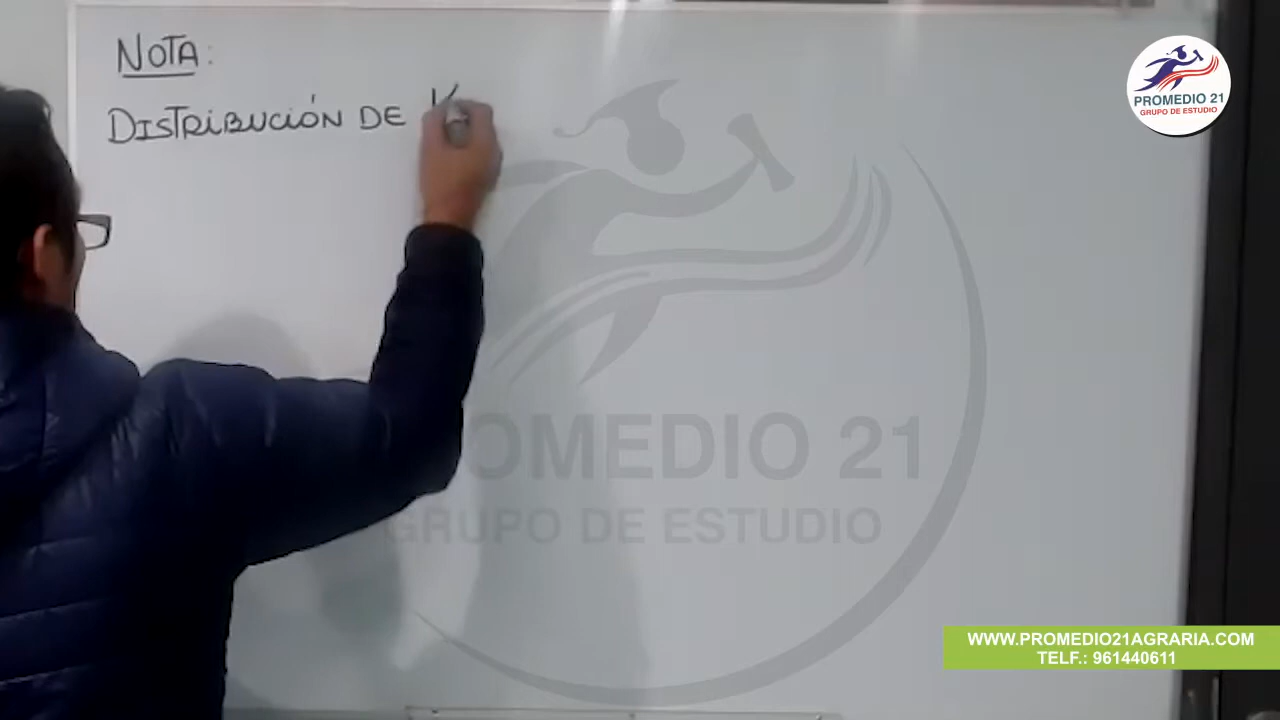 NOTA:
DISTRIBUCIÓN DE
PROMEDIO 21
GRUPO DE ESTUDIO
PROMEDIO 21
GRUPO DE ESTUDIO
WWW.PROMEDIO21AGRARIA.COM
TELF.: 961440611